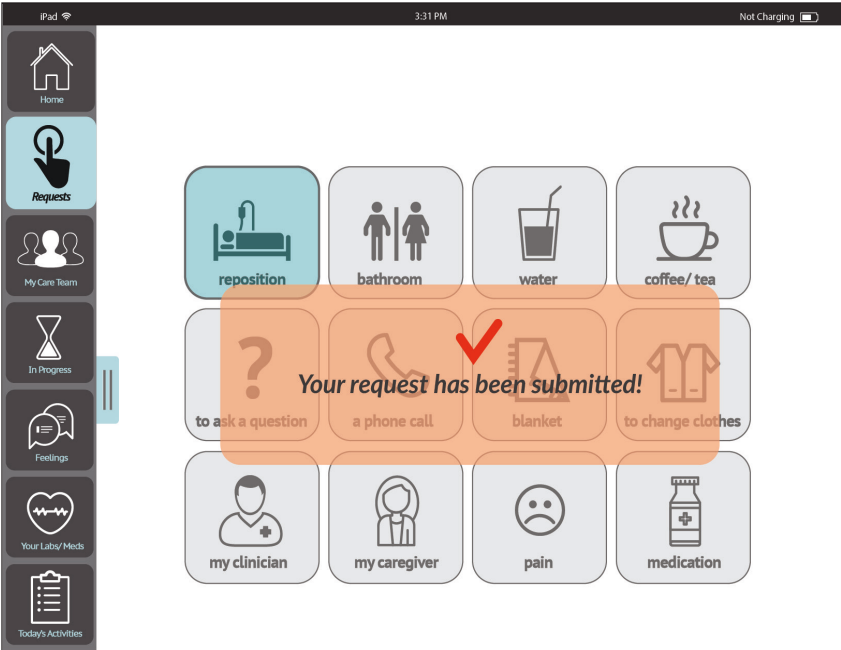 iPad
3:31 PM
Not Charging
Home
Requests
My Care Team
In Progress
Feelings
Your Labs/ Meds
Today's Activities
reposition
bathroom
water
coffee/ tea
?
to ask a question
a phone call
blanket
to change clothes
Your request has been submitted!
my clinician
my caregiver
pain
medication